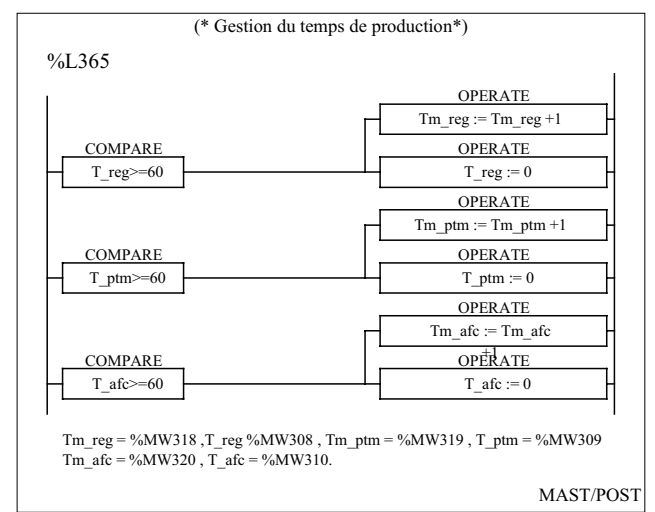 (* Gestion du temps de production*)
%L365
OPERATE
Tm_reg := Tm_reg +1
COMPARE
OPERATE
T_reg>=60
T_reg := 0
OPERATE
Tm_ptm := Tm_ptm +1
COMPARE
OPERATE
T_ptm>=60
T_ptm := 0
OPERATE
Tm_afc := Tm_afc
+1
COMPARE
OPERATE
T_afc>=60
T_afc := 0
Tm_reg = %MW318 ,T_reg %MW308 , Tm_ptm = %MW319 , T_ptm = %MW309
Tm_afc = %MW320 , T_afc = %MW310.
MAST/POST